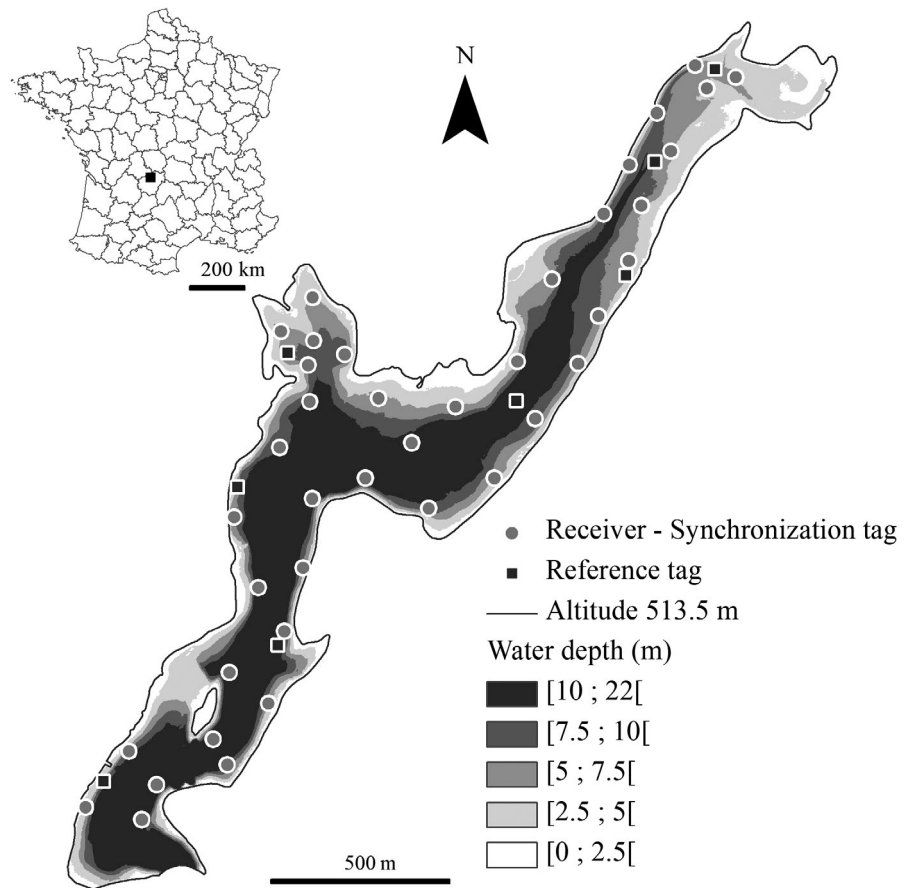 N
200 km
Receiver - Synchronization tag
Reference tag
Altitude 513.5 m
Water depth (m)
[10 ; 22[
[7.5 ; 10[
[5 ; 7.5[
[2.5 ; 5[
[0 ; 2.5[
500 m